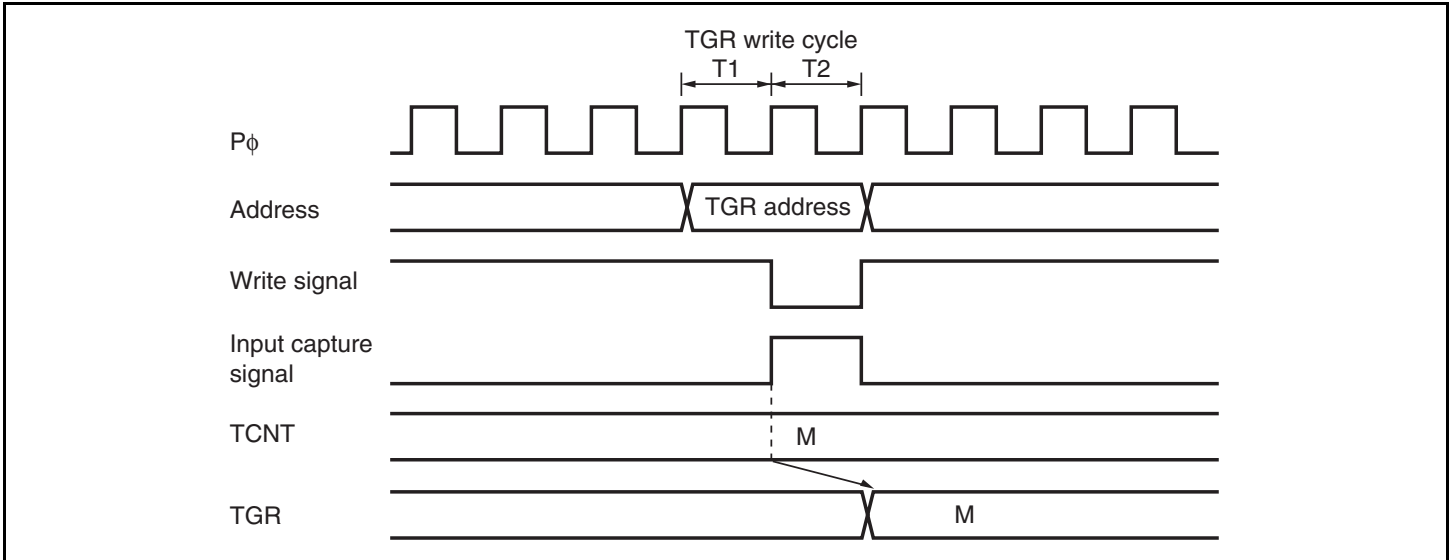 TGR write cycle
T1 T2
Pϕ
Address
TGR address
Write signal
Input capture
signal
TCNT
M
TGR
M